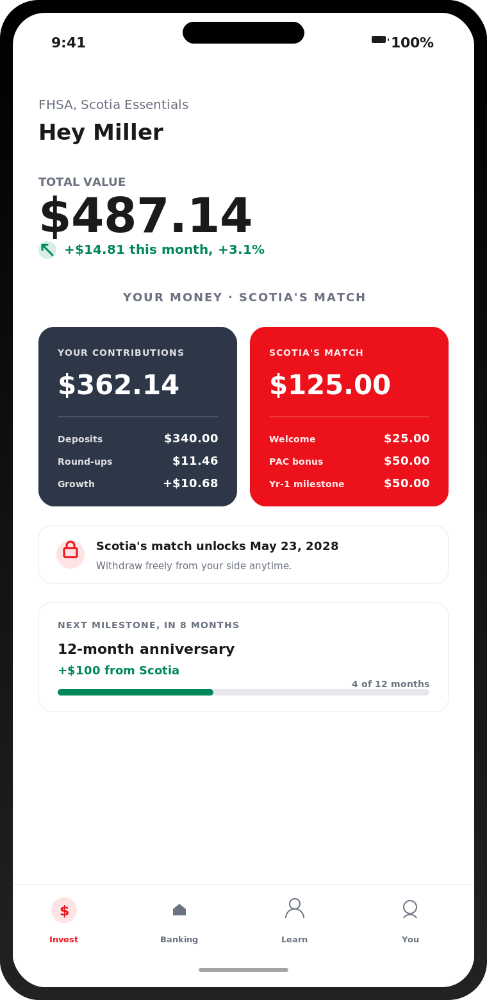 9:41
100%
FHSA, Scotia Essentials
Hey Miller
TOTAL VALUE
$487.14
+$14.81 this month, +3.1%
YOUR MONEY · SCOTIA'S MATCH
YOUR CONTRIBUTIONS
$362.14
Deposits $340.00
Round-ups $11.46
Growth +$10.68
SCOTIA'S MATCH
$125.00
Welcome $25.00
PAC bonus $50.00
Yr-1 milestone $50.00
Scotia's match unlocks May 23, 2028
Withdraw freely from your side anytime.
NEXT MILESTONE, IN 8 MONTHS
12-month anniversary
+$100 from Scotia
4 of 12 months
$
Invest
Banking
Learn
You